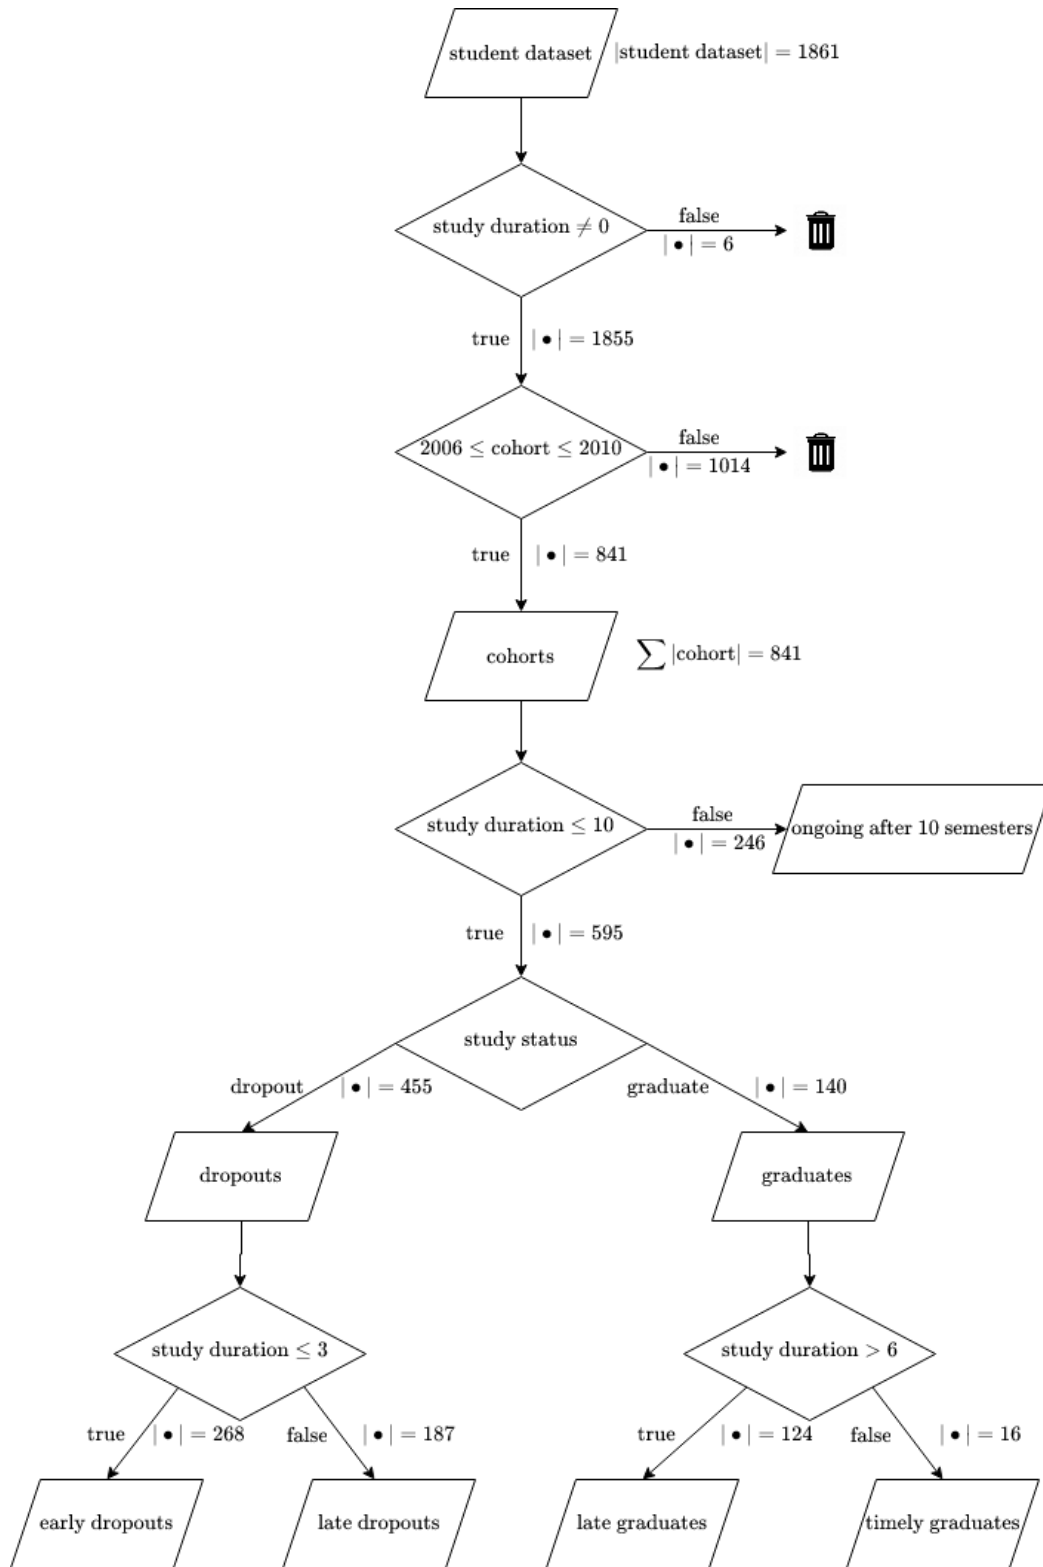 student dataset
|student dataset| = 1861
study duration ≠ 0
false
| • | = 6
true
| • | = 1855
2006 ≤ cohort ≤ 2010
false
| • | = 1014
true
| • | = 841
cohorts
∑ |cohort| = 841
study duration ≤ 10
false
| • | = 246
ongoing after 10 semesters
true
| • | = 595
study status
dropout
| • | = 455
graduate
| • | = 140
dropouts
graduates
study duration ≤ 3
study duration > 6
true
| • | = 268
false
| • | = 187
true
| • | = 124
false
| • | = 16
early dropouts
late dropouts
late graduates
timely graduates